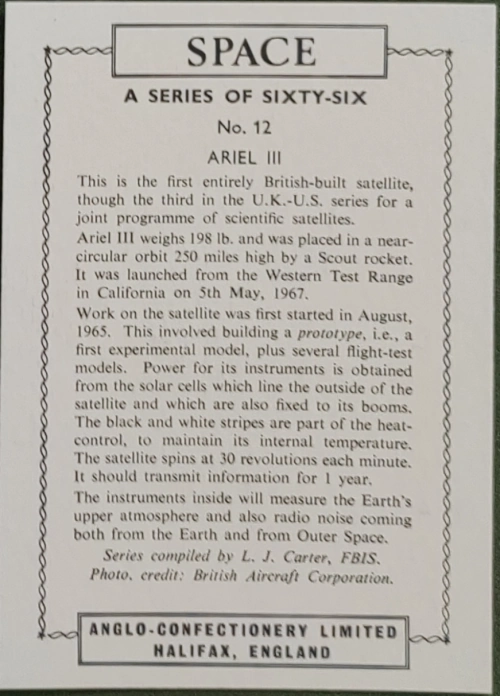 SPACE
A SERIES OF SIXTY-SIX
No. 12
ARIEL III
This is the first entirely British-built satellite,
though the third in the U.K.-U.S. series for a
joint programme of scientific satellites.
Ariel III weighs 198 lb. and was placed in a near-
circular orbit 250 miles high by a Scout rocket.
It was launched from the Western Test Range
in California on 5th May, 1967.
Work on the satellite was first started in August,
1965. This involved building a prototype, i.e., a
first experimental model, plus several flight-test
models. Power for its instruments is obtained
from the solar cells which line the outside of the
satellite and which are also fixed to its booms.
The black and white stripes are part of the heat-
control, to maintain its internal temperature.
The satellite spins at 30 revolutions each minute.
It should transmit information for 1 year.
The instruments inside will measure the Earth's
upper atmosphere and also radio noise coming
both from the Earth and from Outer Space.
Series compiled by L. J. Carter, FBIS.
Photo. credit: British Aircraft Corporation.
ANGLO-CONFECTIONERY LIMITED
HALIFAX, ENGLAND